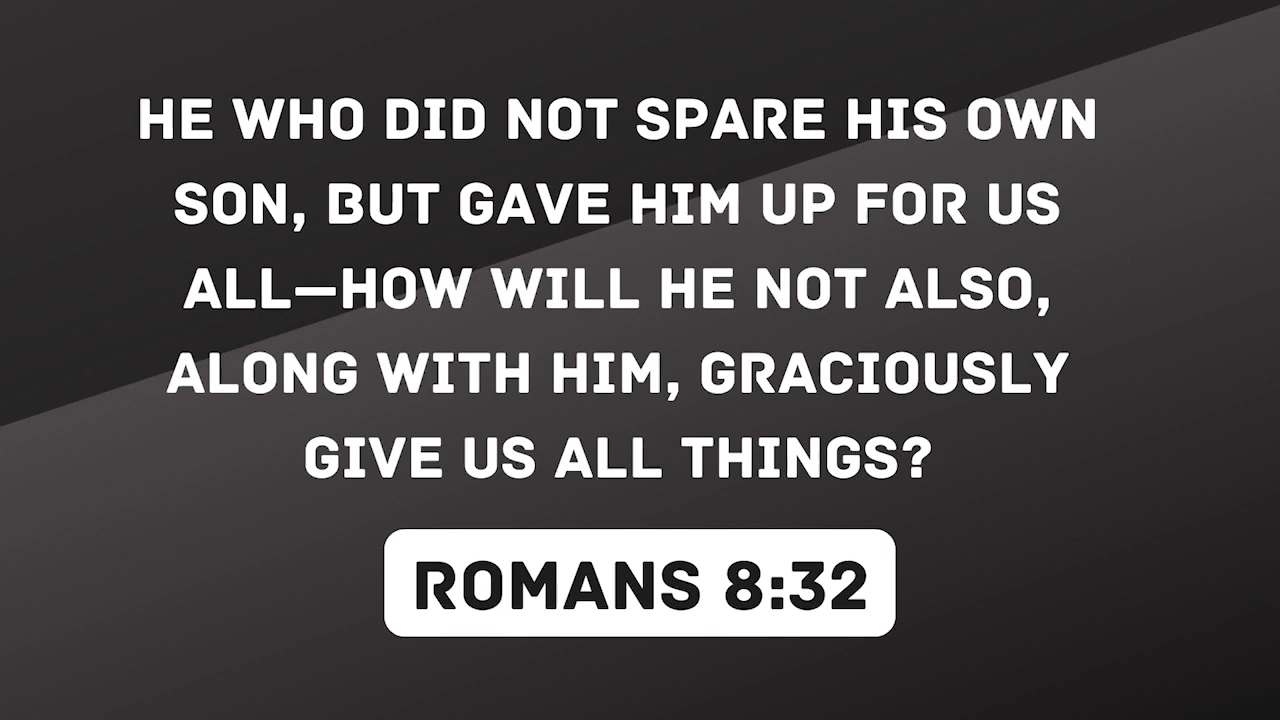 HE WHO DID NOT SPARE HIS OWN
SON, BUT GAVE HIM UP FOR US
ALL—HOW WILL HE NOT ALSO,
ALONG WITH HIM, GRACIOUSLY
GIVE US ALL THINGS?
ROMANS 8:32